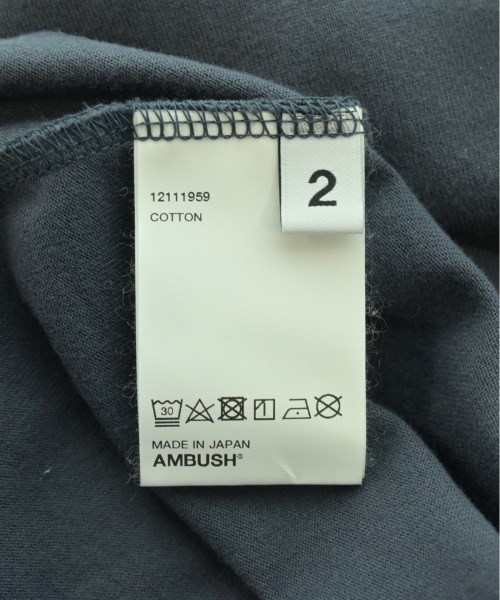 2
12111959
COTTON
30
MADE IN JAPAN
AMBUSH®